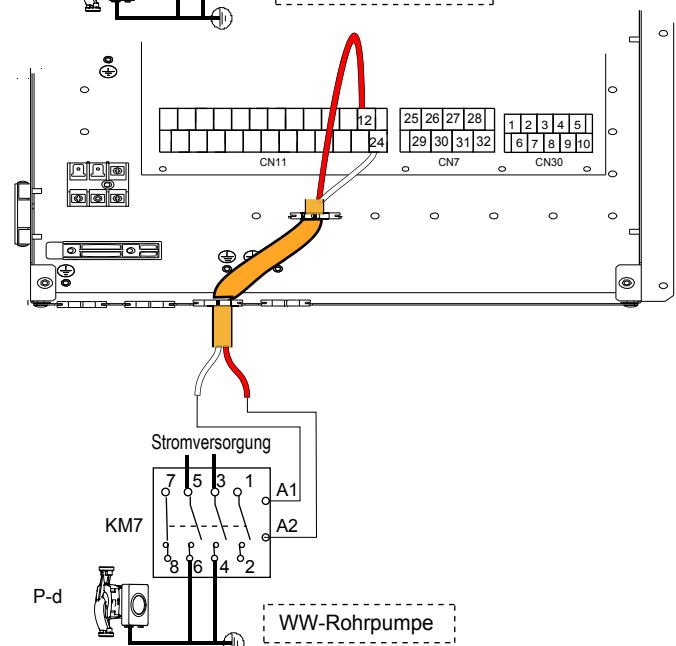 12 25 26 27 28 1 2 3 4 5
24 29 30 31 32 6 7 8 9 10
CN11 CN7 CN30
Stromversorgung
7 5 3 1 A1
KM7 A2
8 6 4 2
P-d
WW-Rohrpumpe